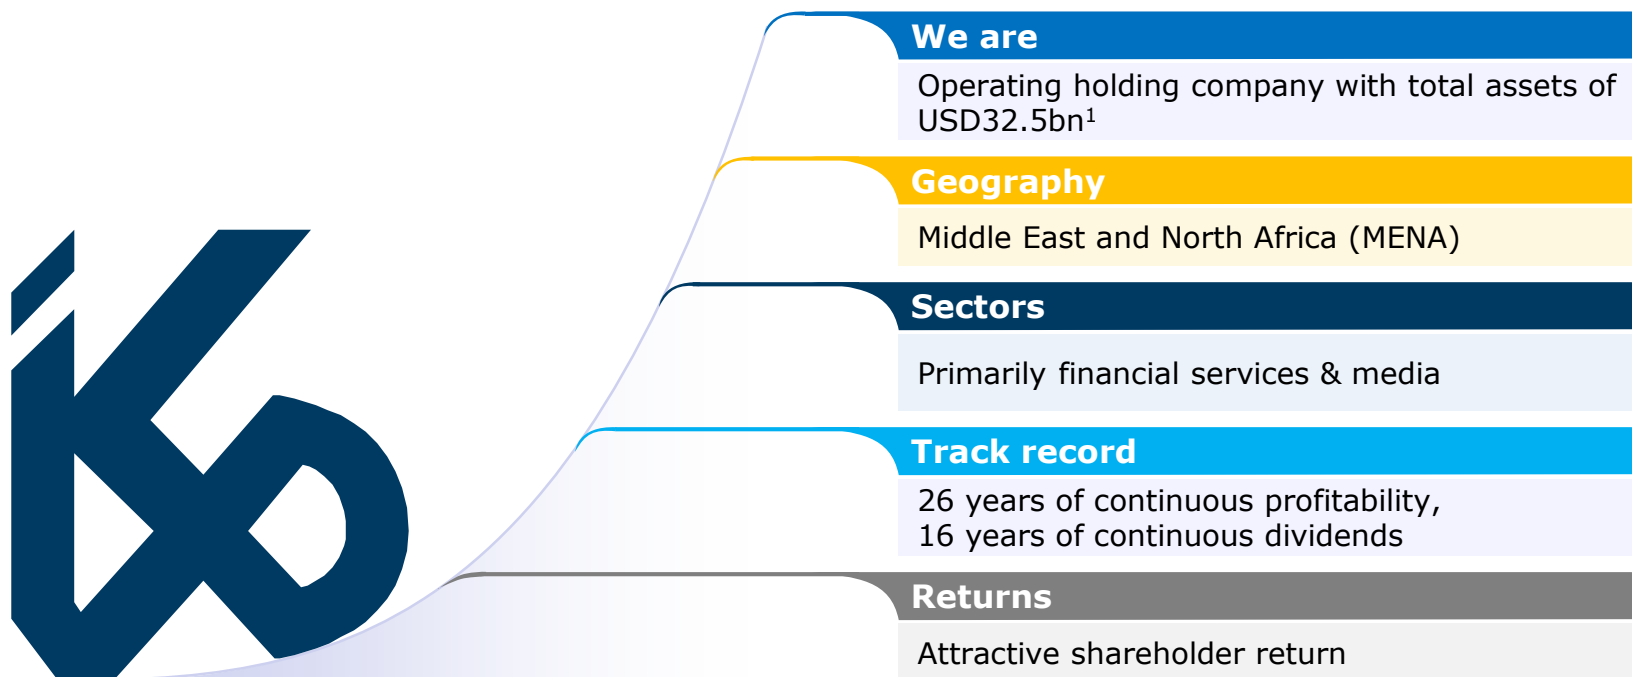 We are
Operating holding company with total assets of
USD32.5bn¹
Geography
Middle East and North Africa (MENA)
Sectors
Primarily financial services & media
Track record
26 years of continuous profitability,
16 years of continuous dividends
Returns
Attractive shareholder return